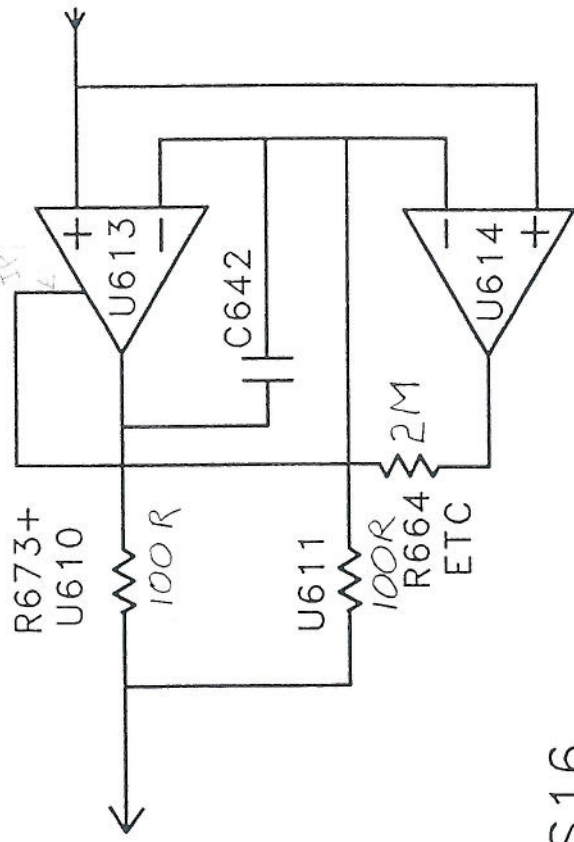 +
−
U613
C642
R673+
U610
100R
2M
U611
100R
R664
ETC
−
+
U614
S16